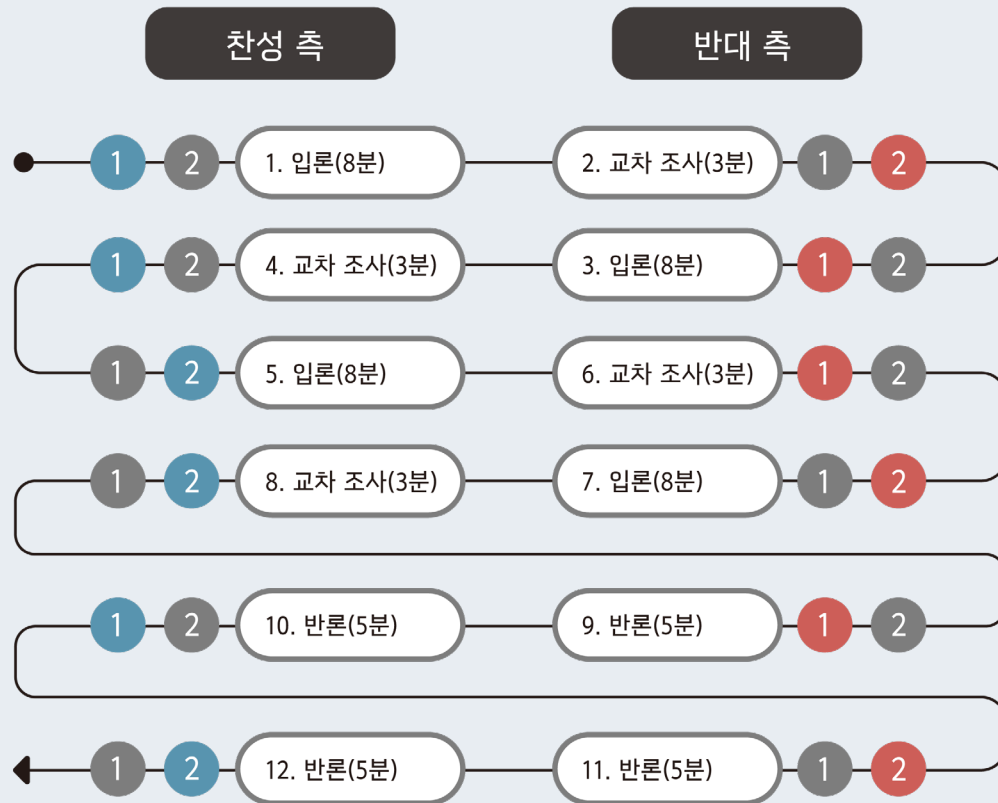 찬성 측 반대 측
1 2 1. 입론(8분) 2. 교차 조사(3분) 1 2
1 2 4. 교차 조사(3분) 3. 입론(8분) 1 2
1 2 5. 입론(8분) 6. 교차 조사(3분) 1 2
1 2 8. 교차 조사(3분) 7. 입론(8분) 1 2
1 2 10. 반론(5분) 9. 반론(5분) 1 2
1 2 12. 반론(5분) 11. 반론(5분) 1 2